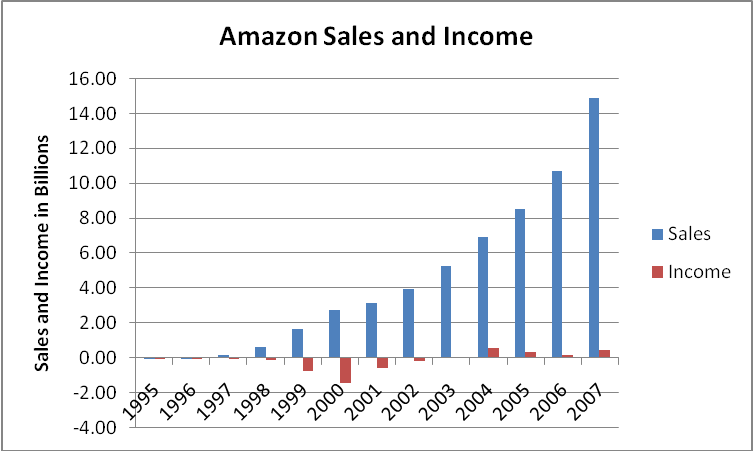 Amazon Sales and Income
Sales and Income in Billions
16.00
14.00
12.00
10.00
8.00
6.00
4.00
2.00
0.00
-2.00
-4.00
1995 1996 1997 1998 1999 2000 2001 2002 2003 2004 2005 2006 2007
Sales
Income